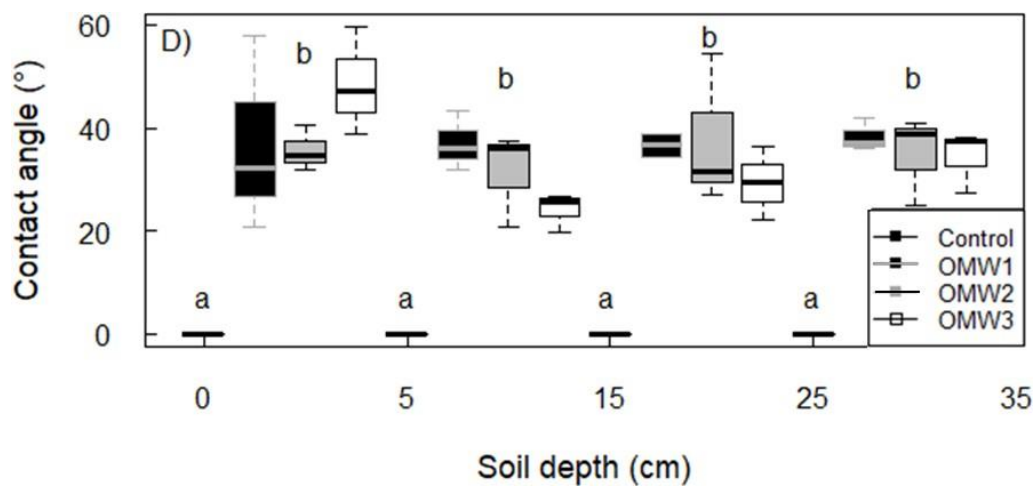 60
D)
b
b
b
b
40
Contact angle (°)
20
Control
OMW1
OMW2
OMW3
a
a
a
a
0
0 5 15 25 35
Soil depth (cm)